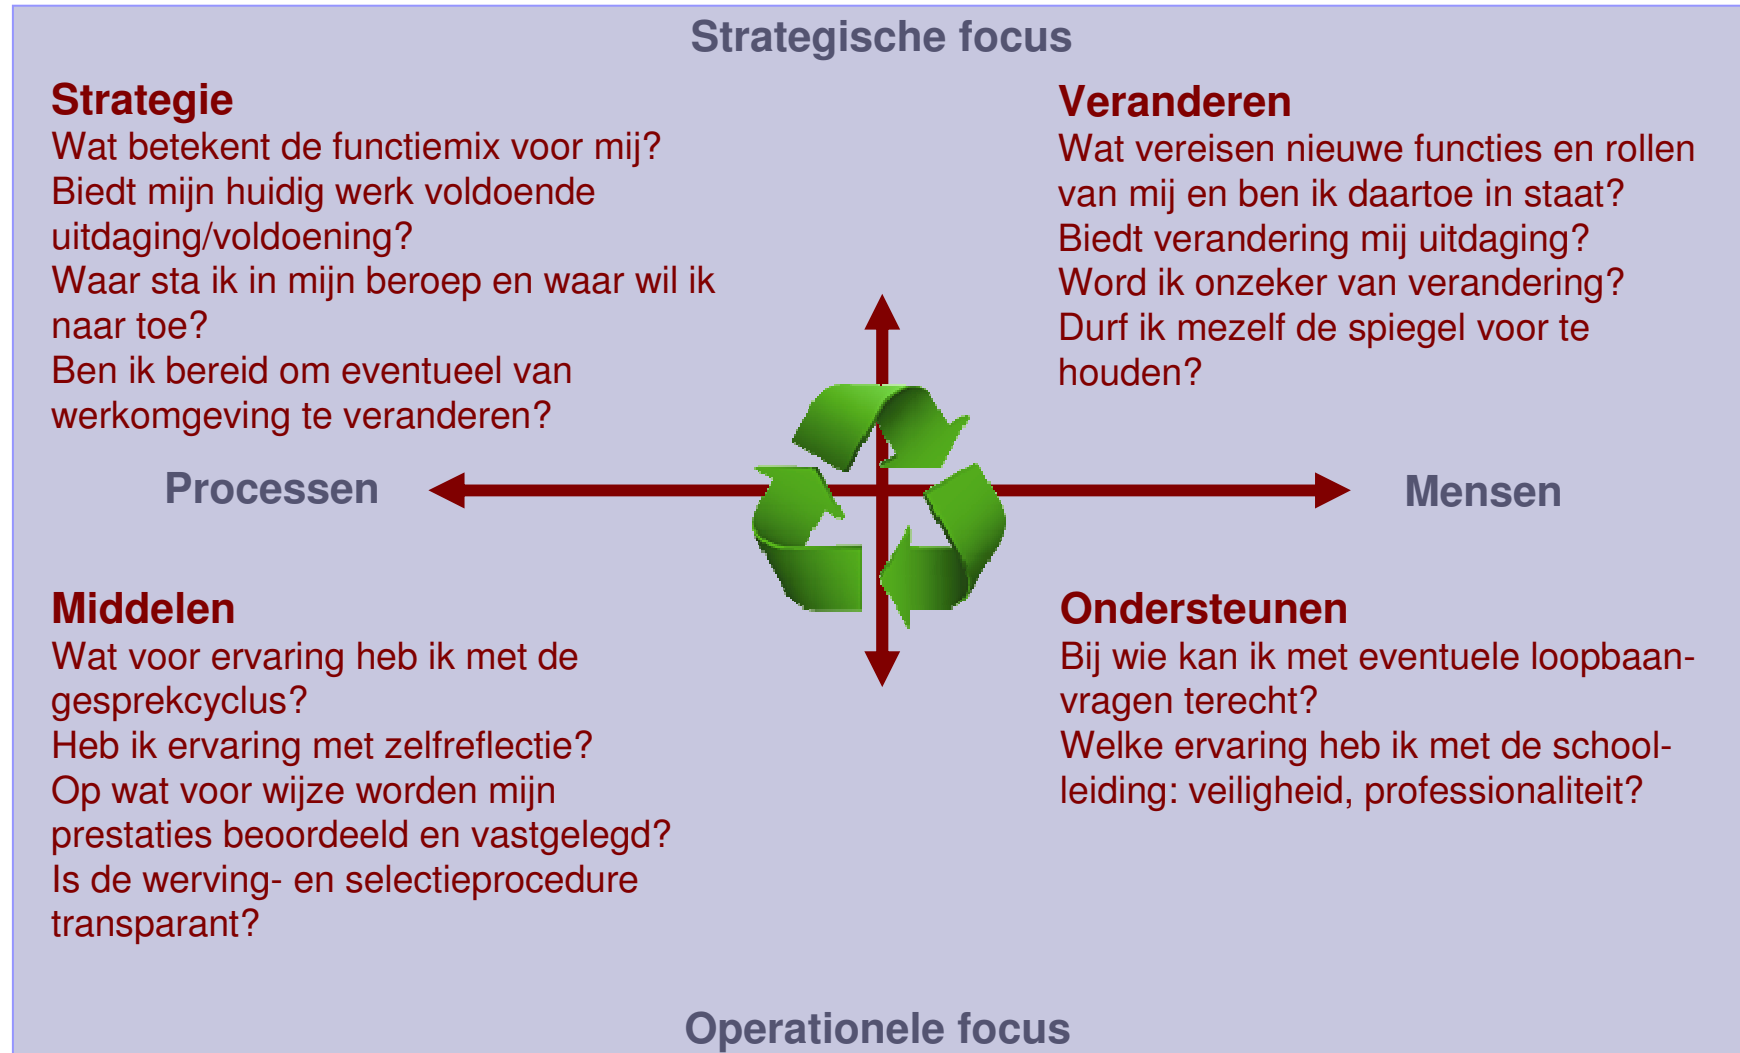 Strategische focus
Strategie
Wat betekent de functiemix voor mij?
Biedt mijn huidig werk voldoende
uitdaging/voldoening?
Waar sta ik in mijn beroep en waar wil ik
naar toe?
Ben ik bereid om eventueel van
werkomgeving te veranderen?
Veranderen
Wat vereisen nieuwe functies en rollen
van mij en ben ik daartoe in staat?
Biedt verandering mij uitdaging?
Word ik onzeker van verandering?
Durf ik mezelf de spiegel voor te
houden?
Processen
Mensen
Middelen
Wat voor ervaring heb ik met de
gesprekcyclus?
Heb ik ervaring met zelfreflectie?
Op wat voor wijze worden mijn
prestaties beoordeeld en vastgelegd?
Is de werving- en selectieprocedure
transparant?
Ondersteunen
Bij wie kan ik met eventuele loopbaan-
vragen terecht?
Welke ervaring heb ik met de school-
leiding: veiligheid, professionaliteit?
Operationele focus